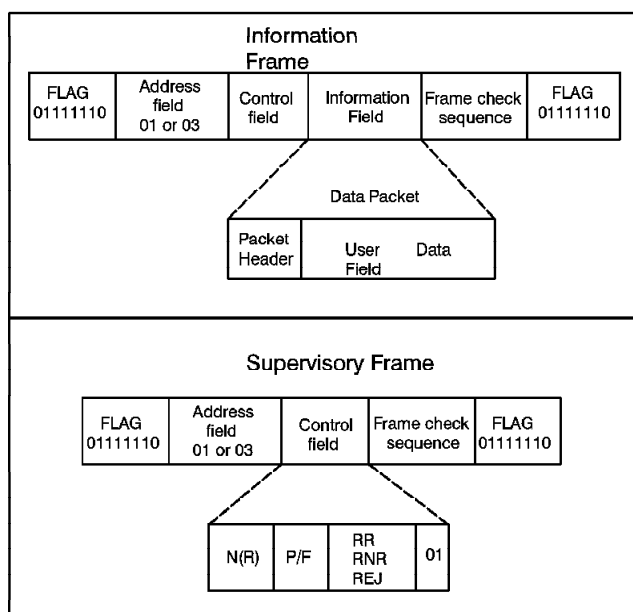 Information
Frame
FLAG
01111110
Address
field
01 or 03
Control
field
Information
Field
Frame check
sequence
FLAG
01111110
Data Packet
Packet
Header
User Data
Field
Supervisory Frame
FLAG
01111110
Address
field
01 or 03
Control
field
Frame check
sequence
FLAG
01111110
N(R)
P/F
RR
RNR
REJ
01